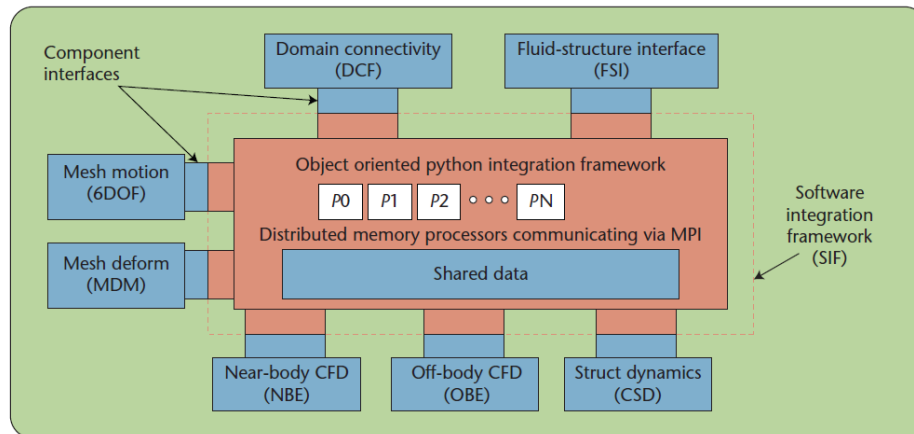 Domain connectivity
(DCF)
Fluid-structure interface
(FSI)
Component
interfaces
Object oriented python integration framework
P0 P1 P2 PN
Distributed memory processors communicating via MPI
Shared data
Mesh motion
(6DOF)
Mesh deform
(MDM)
Software
integration
framework
(SIF)
Near-body CFD
(NBE)
Off-body CFD
(OBE)
Struct dynamics
(CSD)